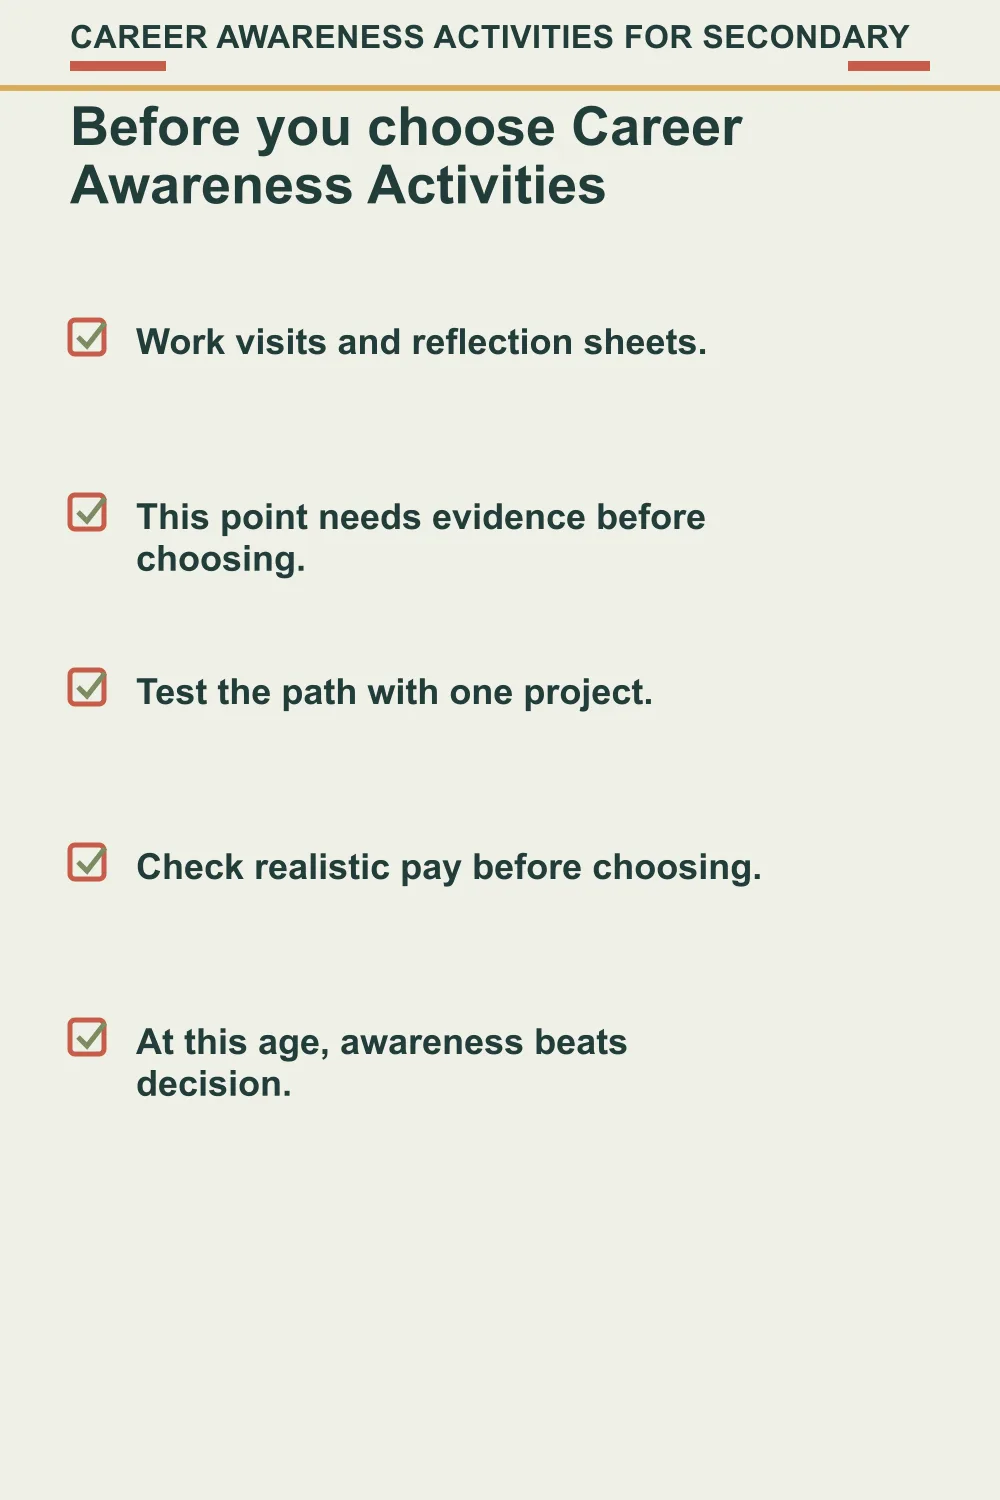 CAREER AWARENESS ACTIVITIES FOR SECONDARY
Before you choose Career
Awareness Activities
Work visits and reflection sheets.
This point needs evidence before
choosing.
Test the path with one project.
Check realistic pay before choosing.
At this age, awareness beats
decision.